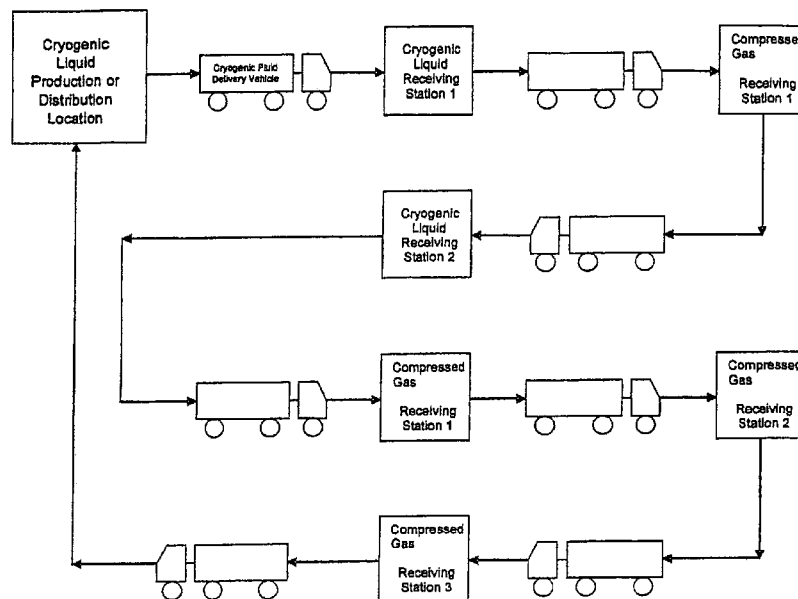 Cryogenic
Liquid
Production or
Distribution
Location
Cryogenic Fluid
Delivery Vehicle
Cryogenic
Liquid
Receiving
Station 1
Compressed
Gas
Receiving
Station 1
Cryogenic
Liquid
Receiving
Station 2
Compressed
Gas
Receiving
Station 1
Compressed
Gas
Receiving
Station 2
Compressed
Gas
Receiving
Station 3